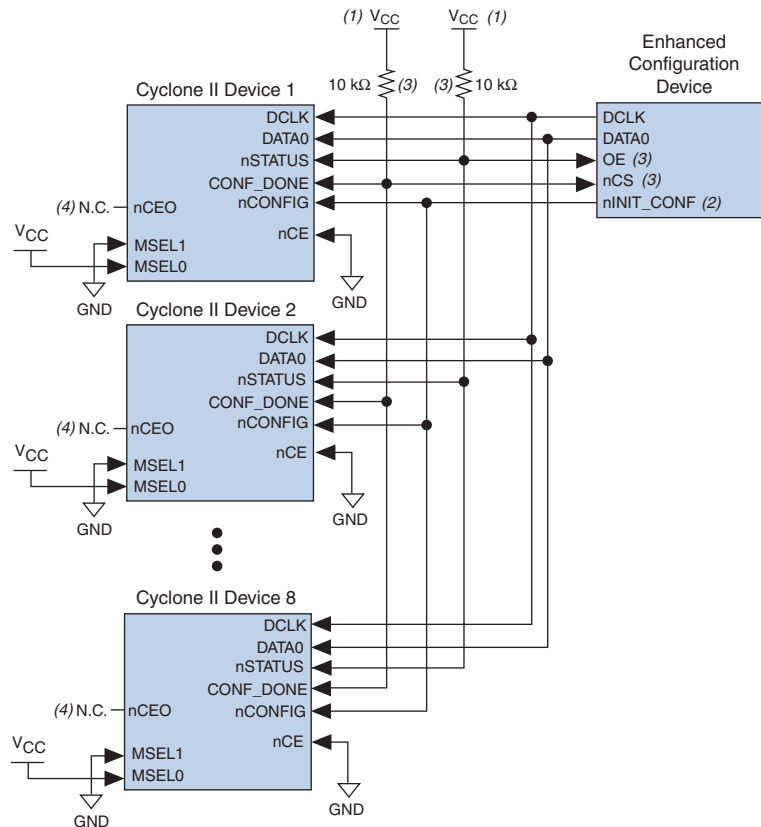 (1) VCC VCC (1)
10 kΩ (3) (3) 10 kΩ
Enhanced
Configuration
Device
DCLK
DATA0
OE (3)
nCS (3)
nINIT_CONF (2)
Cyclone II Device 1
DCLK
DATA0
nSTATUS
CONF_DONE
(4) N.C. nCEO nCONFIG
VCC
MSEL1 nCE
MSEL0
GND GND
Cyclone II Device 2
DCLK
DATA0
nSTATUS
CONF_DONE
(4) N.C. nCEO nCONFIG
VCC
MSEL1 nCE
MSEL0
GND GND
Cyclone II Device 8
DCLK
DATA0
nSTATUS
CONF_DONE
(4) N.C. nCEO nCONFIG
VCC
MSEL1 nCE
MSEL0
GND GND